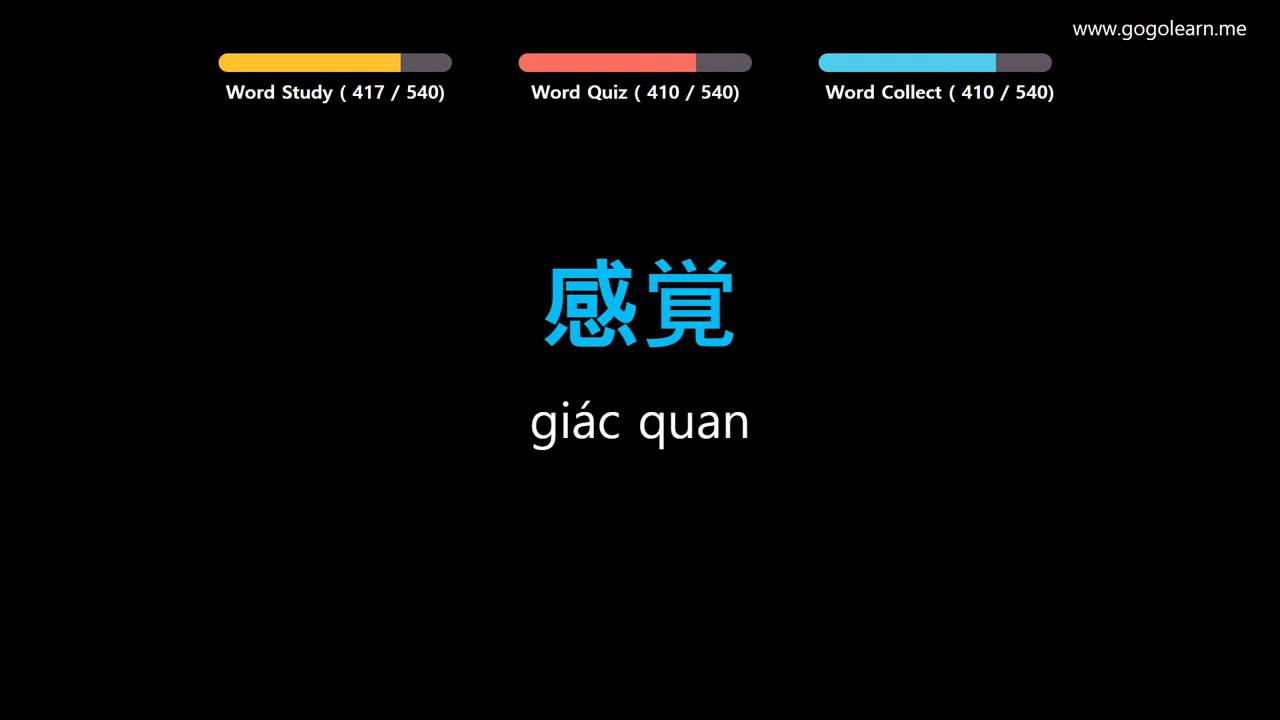 www.gogolearn.me
Word Study ( 417 / 540)
Word Quiz ( 410 / 540)
Word Collect ( 410 / 540)
感覚
giác quan